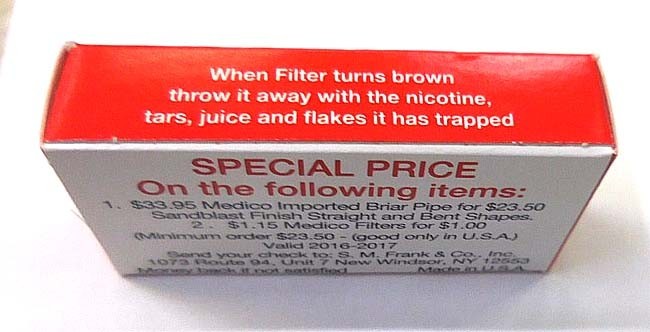 When Filter turns brown
throw it away with the nicotine,
tars, juice and flakes it has trapped
SPECIAL PRICE
On the following items:
1. $33.95 Medico Imported Briar Pipe for $23.50
Sandblast Finish Straight and Bent Shapes.
2. $1.15 Medico Filters for $1.00
(Minimum order $23.50 - (good only in U.S.A.)
Valid 2016-2017
Send your check to: S. M. Frank & Co., Inc.
1073 Route 94, Unit 7 New Windsor, NY 12553
Money back if not satisfied Made in U.S.A.